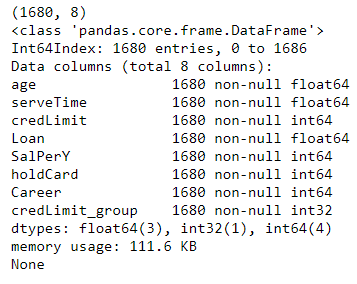 (1680, 8)
<class 'pandas.core.frame.DataFrame'>
Int64Index: 1680 entries, 0 to 1686
Data columns (total 8 columns):
age                1680 non-null float64
serveTime          1680 non-null float64
credLimit          1680 non-null int64
Loan               1680 non-null float64
SalPerY            1680 non-null int64
holdCard           1680 non-null int64
Career             1680 non-null int64
credLimit_group    1680 non-null int32
dtypes: float64(3), int32(1), int64(4)
memory usage: 111.6 KB
None